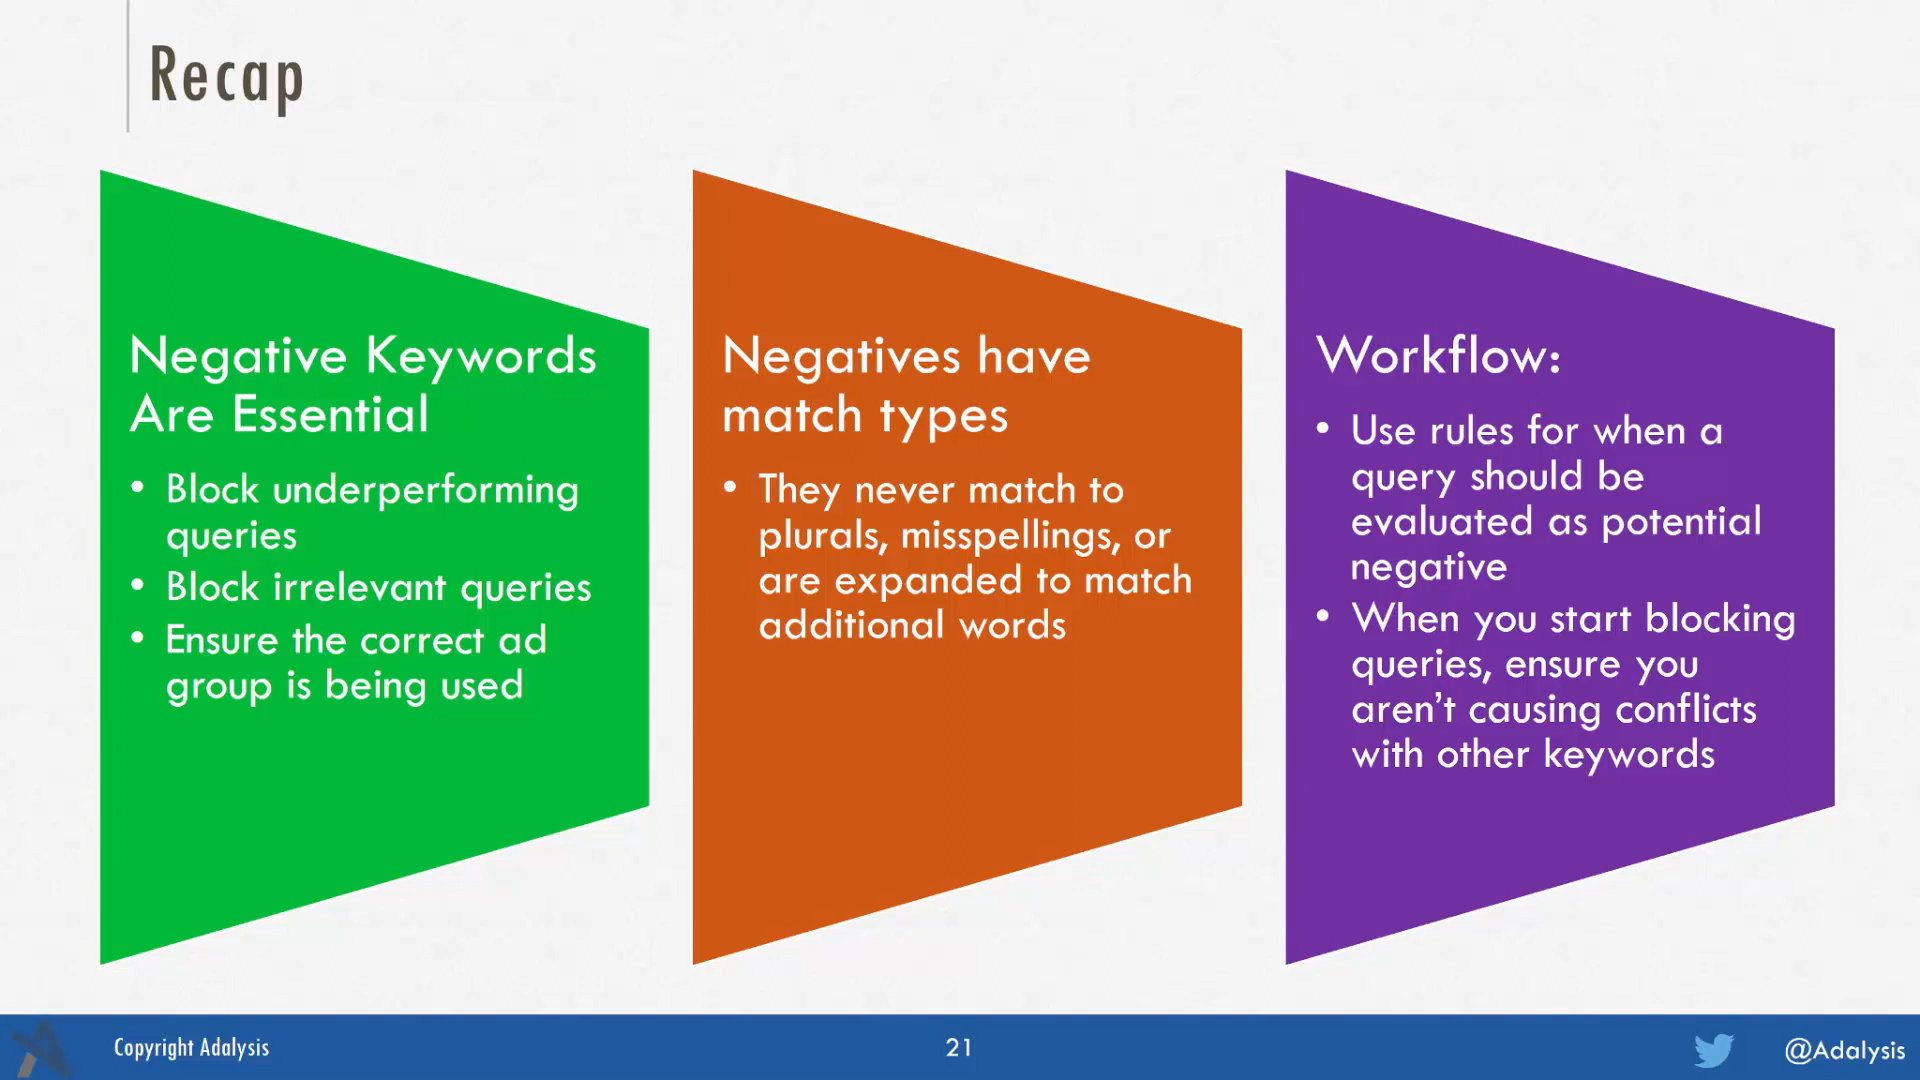 Recap
Negative Keywords
Are Essential
• Block underperforming
queries
• Block irrelevant queries
• Ensure the correct ad
group is being used
Negatives have
match types
• They never match to
plurals, misspellings, or
are expanded to match
additional words
Workflow:
• Use rules for when a
query should be
evaluated as potential
negative
• When you start blocking
queries, ensure you
aren’t causing conflicts
with other keywords
Copyright Adalysis
21
@Adalysis